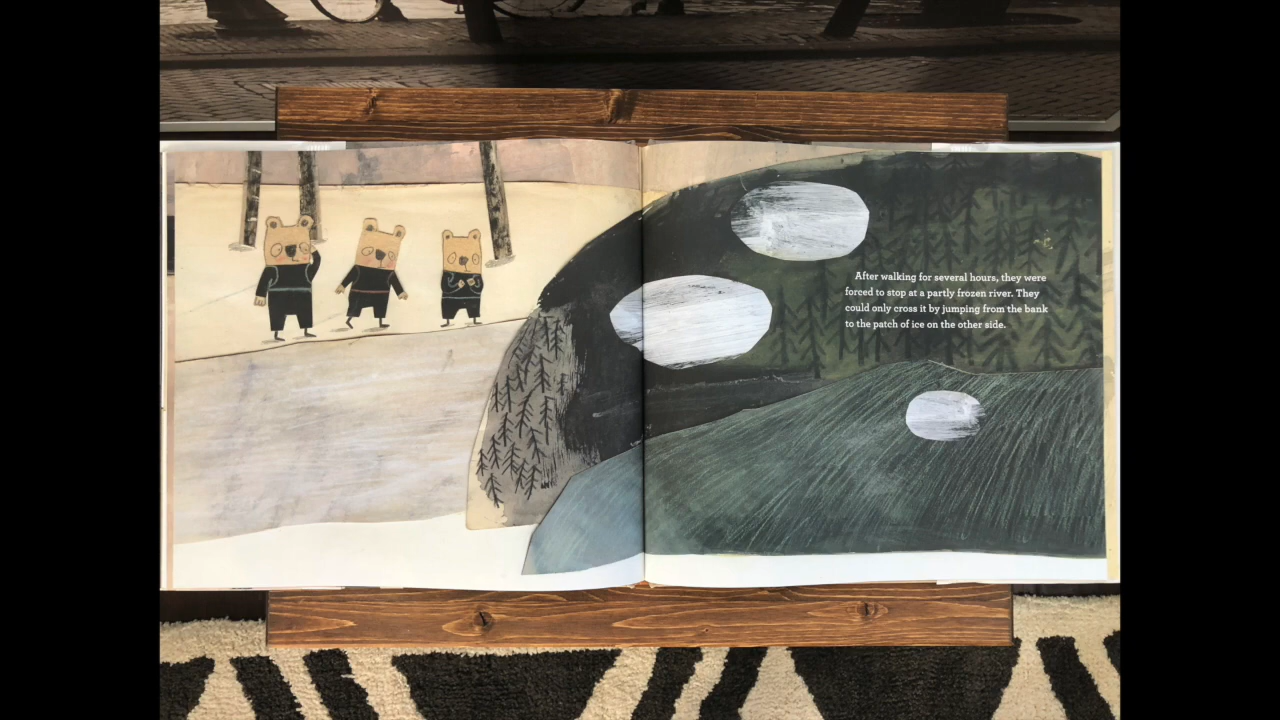 After walking for several hours, they were
forced to stop at a partly frozen river. They
could only cross it by jumping from the bank
to the patch of ice on the other side.